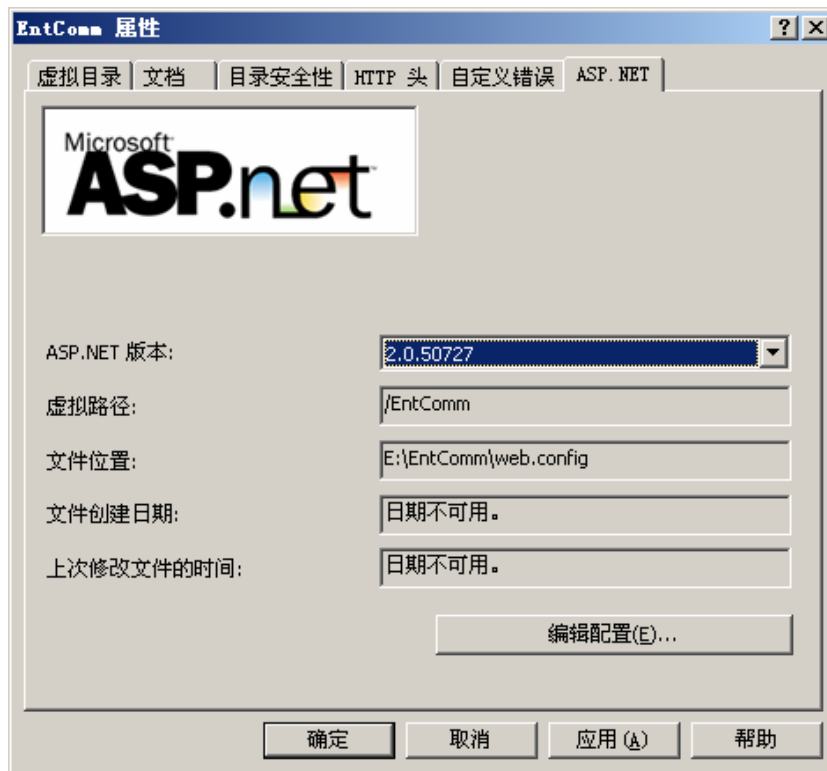 EntComm 属性
虚拟目录 文档 目录安全性 HTTP 头 自定义错误 ASP.NET
Microsoft
ASP.net
ASP.NET 版本: 2.0.50727
虚拟路径: /EntComm
文件位置: E:\EntComm\web.config
文件创建日期: 日期不可用。
上次修改文件的时间: 日期不可用。
编辑配置(E)...
确定 取消 应用(A) 帮助